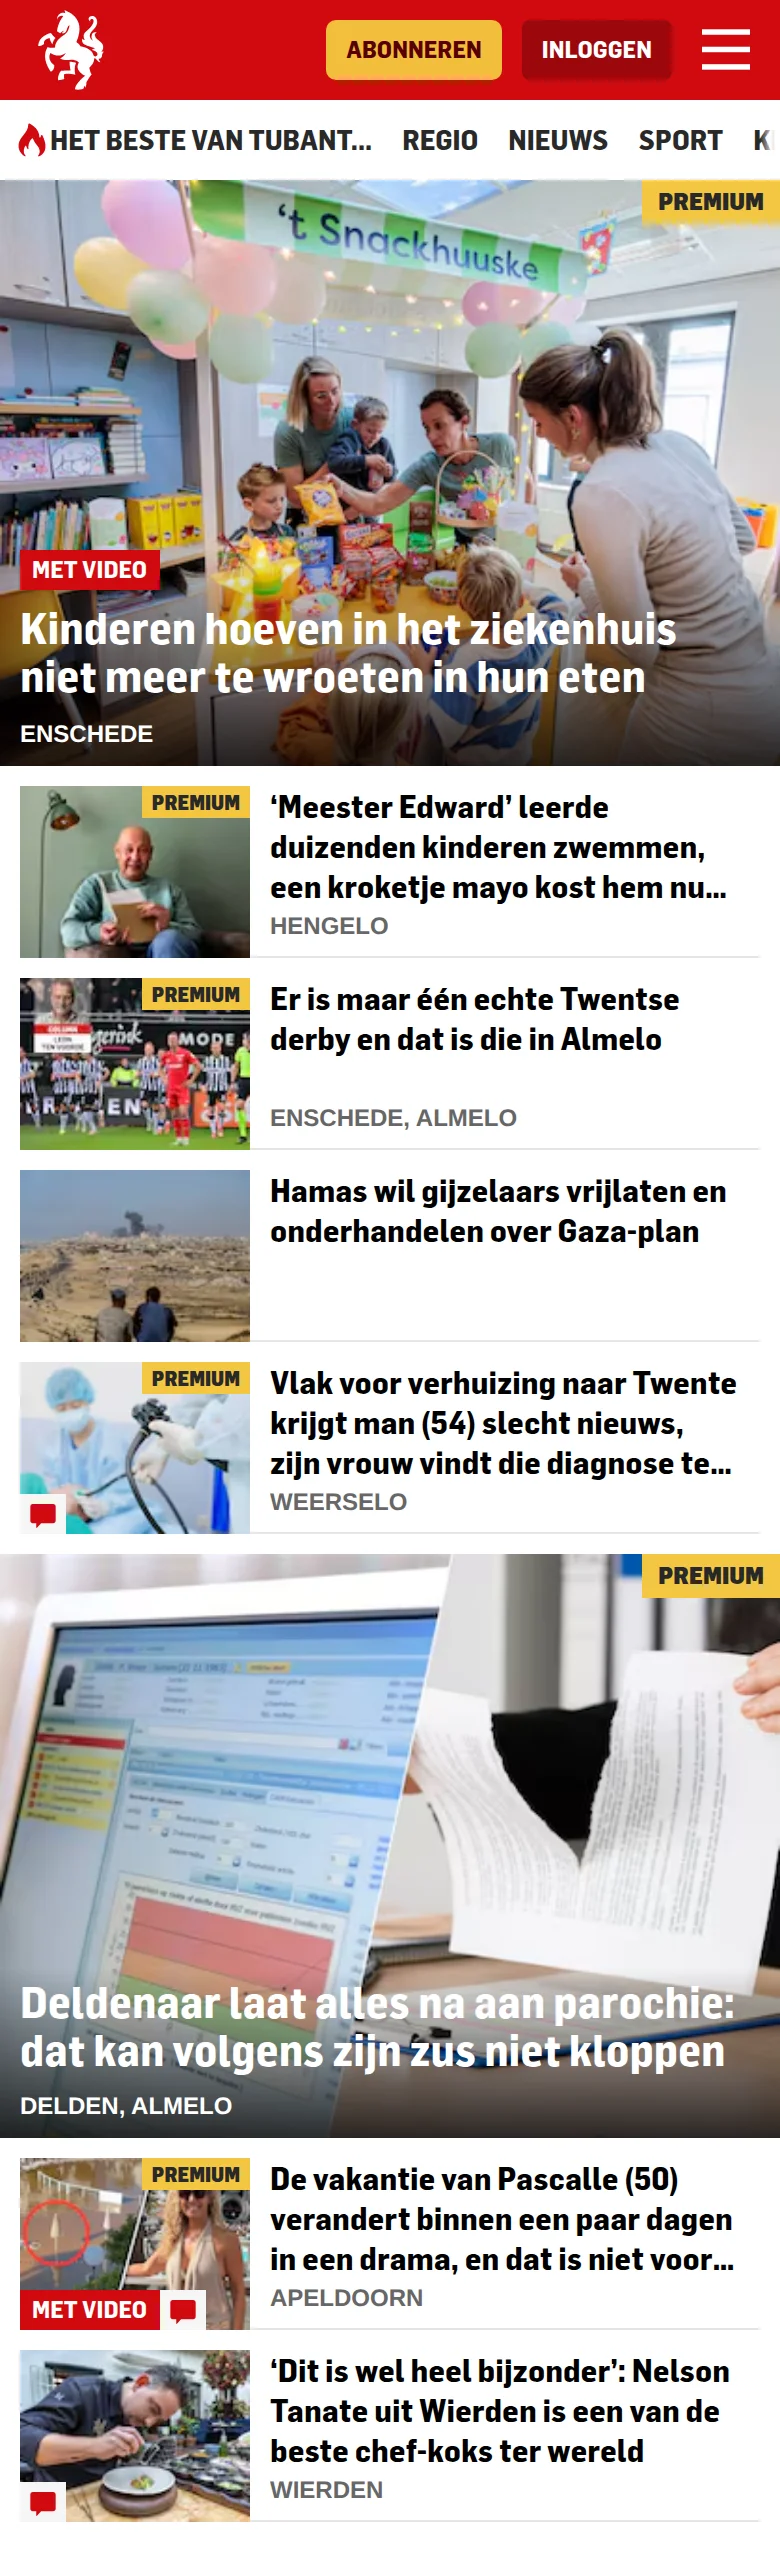 ABONNEREN
INLOGGEN
HET BESTE VAN TUBANT...
REGIO
NIEUWS
SPORT
PREMIUM
't Snackhuuske
MET VIDEO
Kinderen hoeven in het ziekenhuis
niet meer te wroeten in hun eten
ENSCHEDE
PREMIUM
‘Meester Edward’ leerde
duizenden kinderen zwemmen,
een kroketje mayo kost hem nu...
HENGELO
PREMIUM
COLUMN
LEON
TEN VOORDE
MODE
EN
Er is maar één echte Twentse
derby en dat is die in Almelo
ENSCHEDE, ALMELO
Hamas wil gijzelaars vrijlaten en
onderhandelen over Gaza-plan
PREMIUM
Vlak voor verhuizing naar Twente
krijgt man (54) slecht nieuws,
zijn vrouw vindt die diagnose te...
WEERSELO
PREMIUM
Deldenaar laat alles na aan parochie:
dat kan volgens zijn zus niet kloppen
DELDEN, ALMELO
PREMIUM
MET VIDEO
De vakantie van Pascalle (50)
verandert binnen een paar dagen
in een drama, en dat is niet voor...
APELDOORN
‘Dit is wel heel bijzonder’: Nelson
Tanate uit Wierden is een van de
beste chef-koks ter wereld
WIERDEN